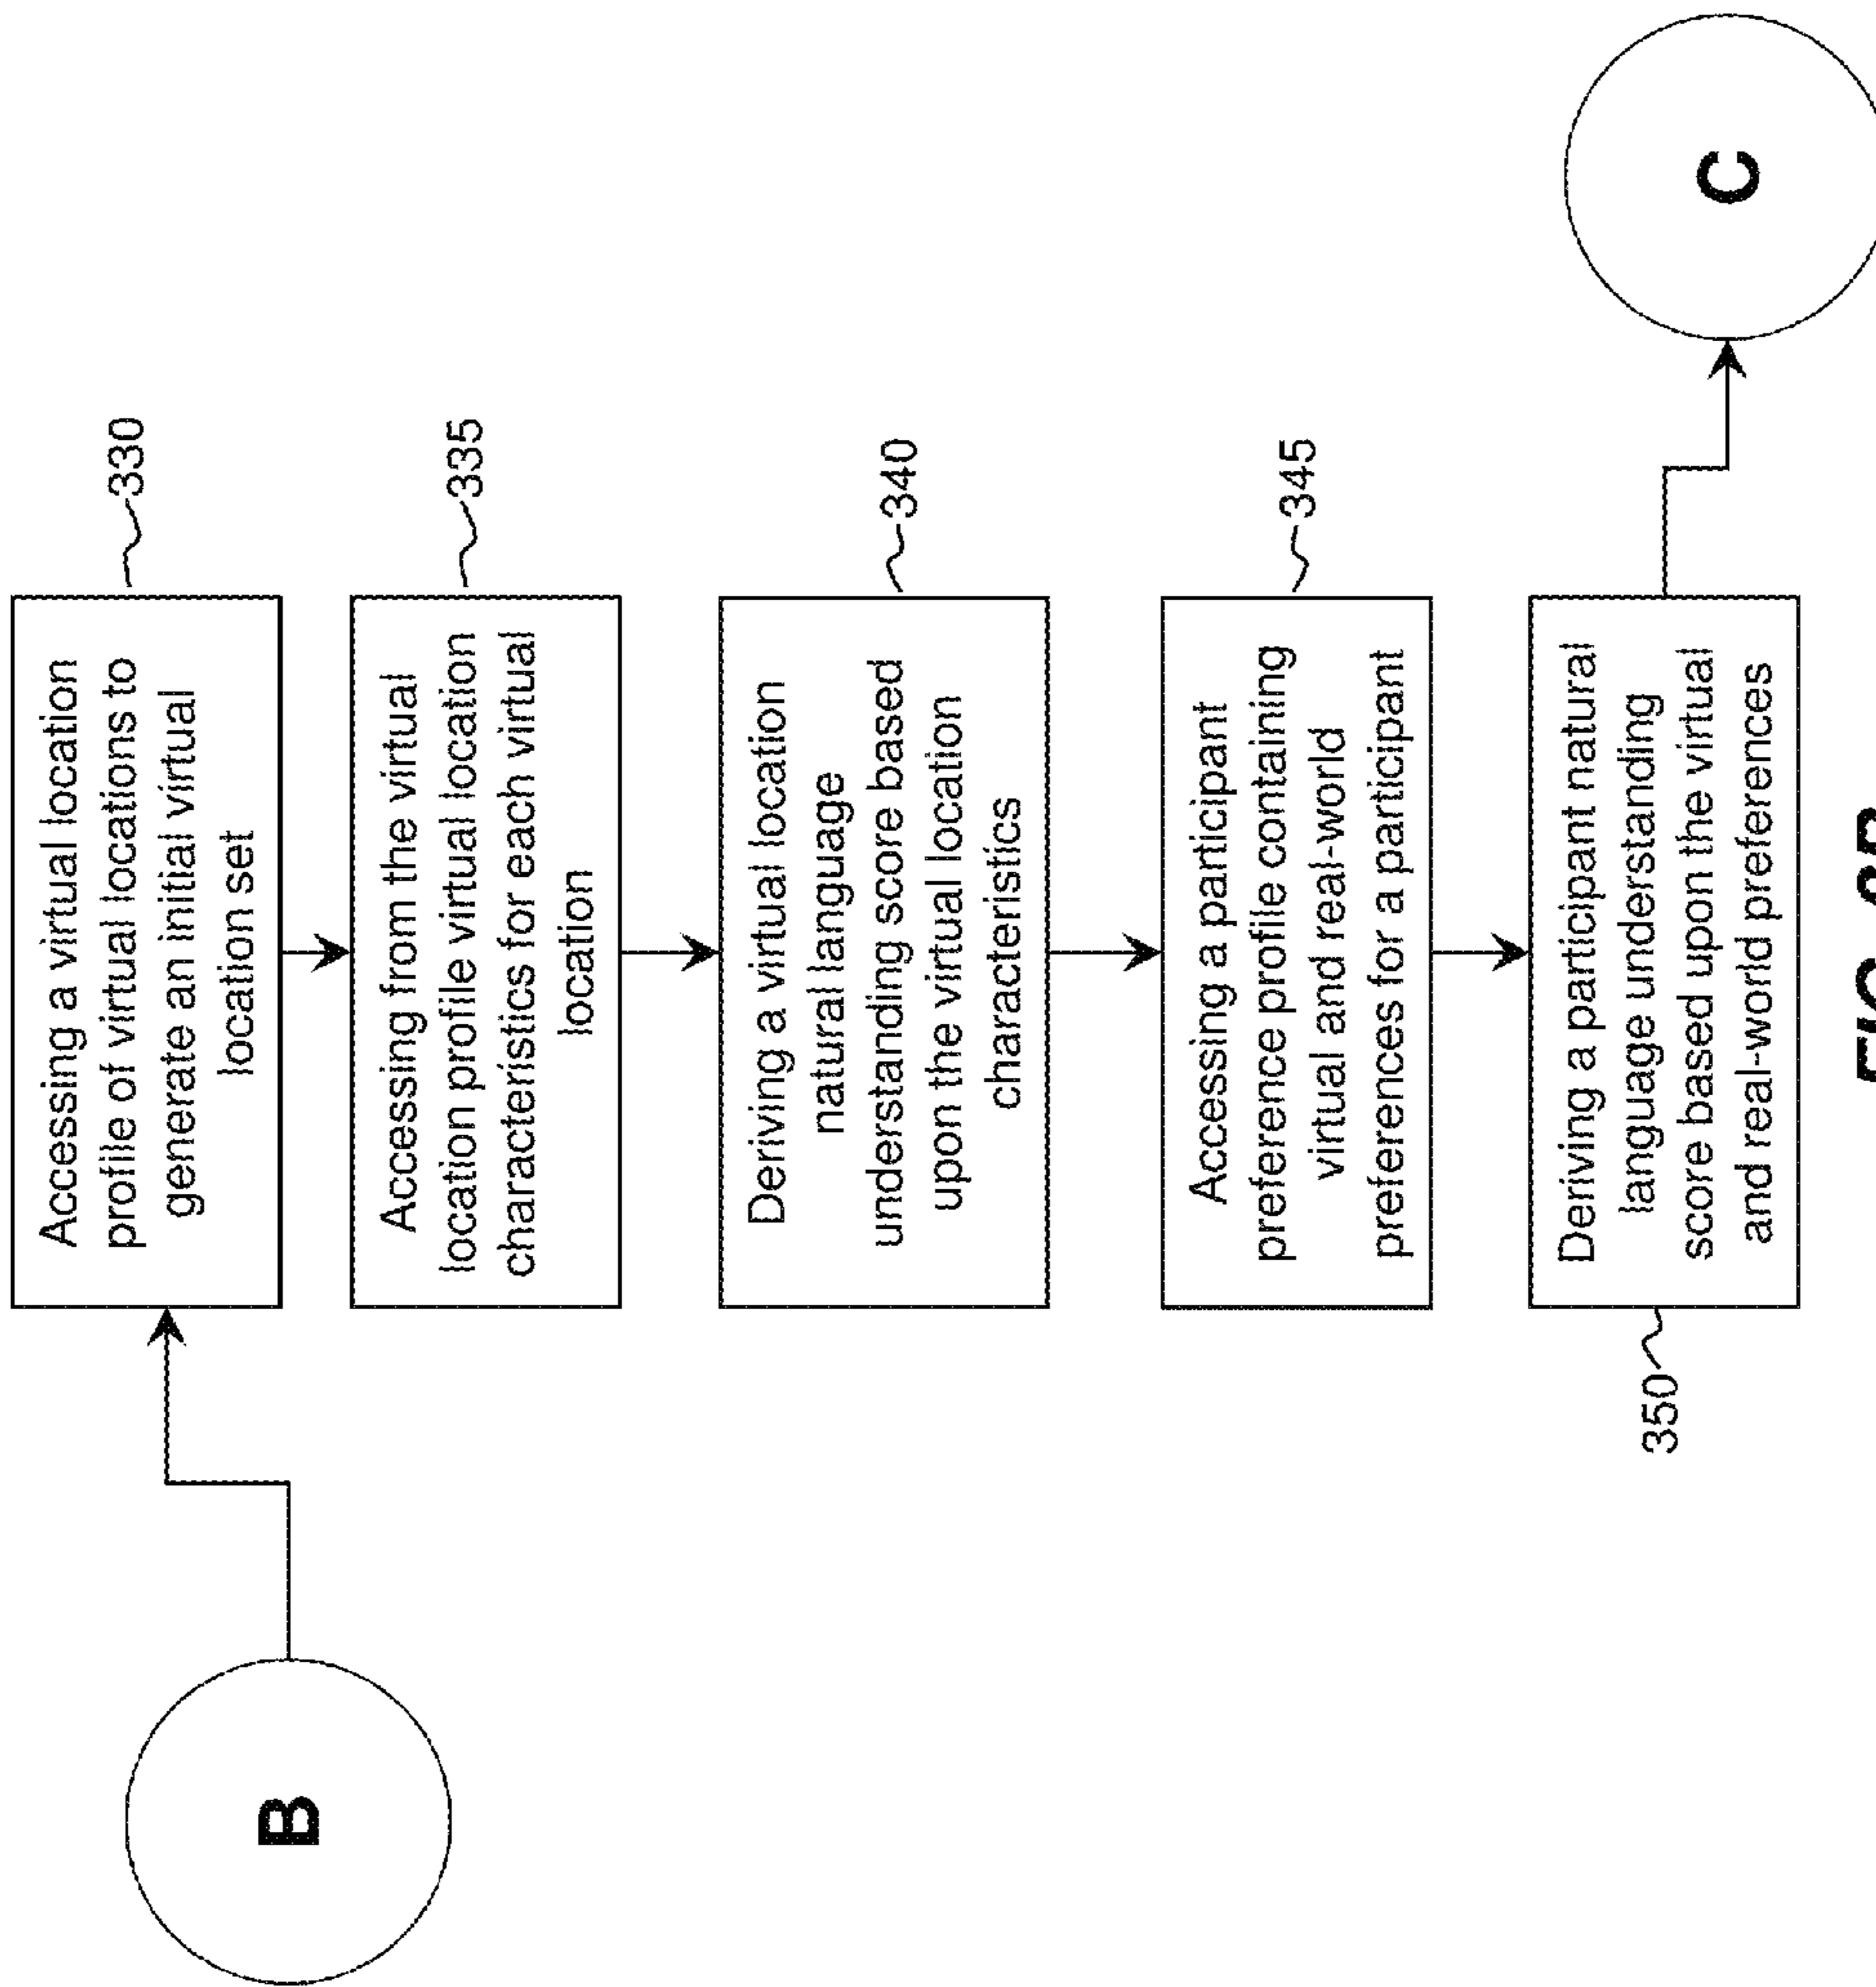 B
Accessing a virtual location
profile of virtual locations to
generate an initial virtual
location set
330
Accessing from the virtual
location profile virtual location
characteristics for each virtual
location
335
Deriving a virtual location
natural language
understanding score based
upon the virtual location
characteristics
340
Accessing a participant
preference profile containing
virtual and real-world
preferences for a participant
345
Deriving a participant natural
language understanding
score based upon the virtual
and real-world preferences
350
C